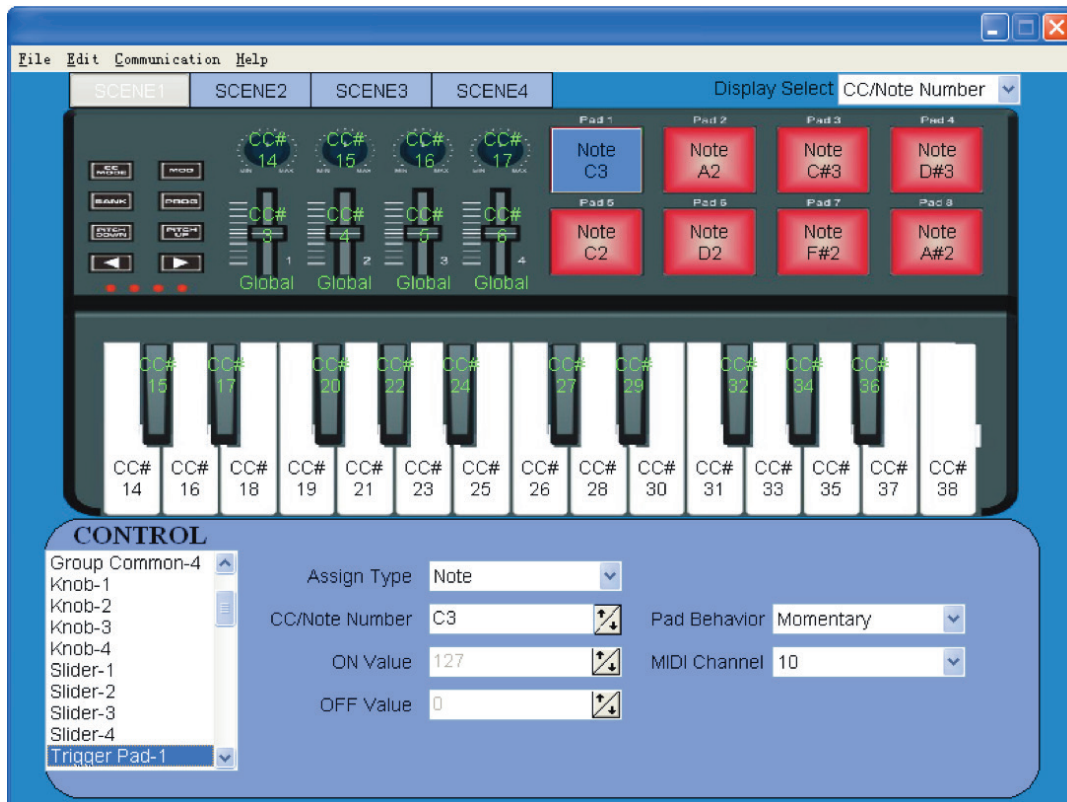 File Edit Communication Help
SCENE1 SCENE2 SCENE3 SCENE4 Display Select CC/Note Number
Pad 1 Pad 2 Pad 3 Pad 4
CC# 14 CC# 15 CC# 16 CC# 17
MIN MAX MIN MAX MIN MAX MIN MAX
Note C3 Note A2 Note C#3 Note D#3
CC MODE MOD
BANK PROG
PITCH DOWN PITCH UP
Pad 5 Pad 6 Pad 7 Pad 8
CC# 3 CC# 4 CC# 5 CC# 6
Note C2 Note D2 Note F#2 Note A#2
1 2 3 4
Global Global Global Global
CC# 15 CC# 17 CC# 20 CC# 22 CC# 24 CC# 27 CC# 29 CC# 32 CC# 34 CC# 36
CC# CC# CC# CC# CC# CC# CC# CC# CC# CC# CC# CC# CC# CC# CC#
14 16 18 19 21 23 25 26 28 30 31 33 35 37 38
CONTROL
Group Common-4
Knob-1
Knob-2
Knob-3
Knob-4
Slider-1
Slider-2
Slider-3
Slider-4
Trigger Pad-1
Assign Type Note
CC/Note Number C3
ON Value 127
OFF Value 0
Pad Behavior Momentary
MIDI Channel 10